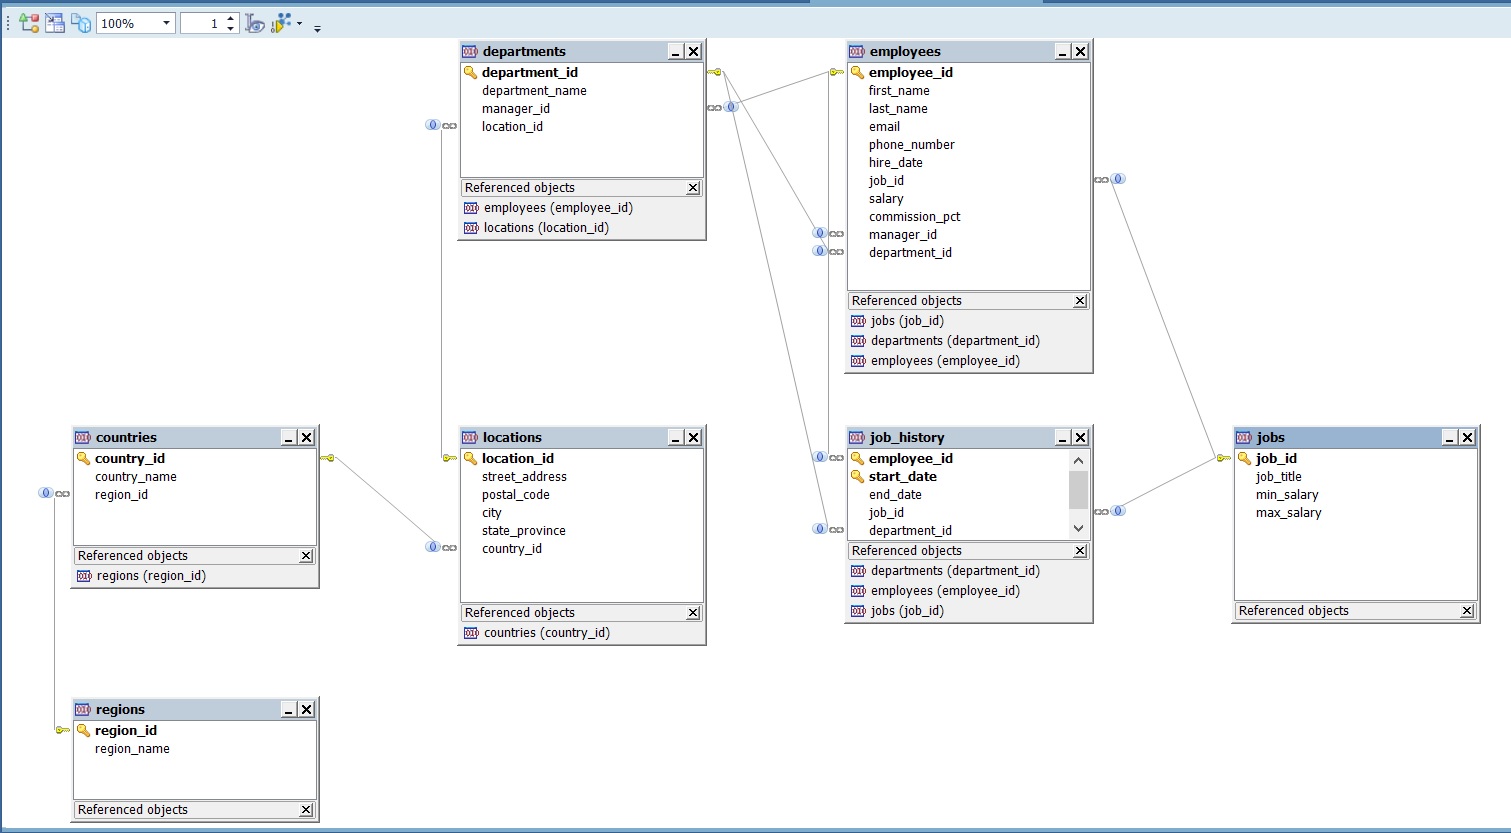 100%
1
departments
department_id
department_name
manager_id
location_id
Referenced objects
employees (employee_id)
locations (location_id)
employees
employee_id
first_name
last_name
email
phone_number
hire_date
job_id
salary
commission_pct
manager_id
department_id
Referenced objects
jobs (job_id)
departments (department_id)
employees (employee_id)
countries
country_id
country_name
region_id
Referenced objects
regions (region_id)
locations
location_id
street_address
postal_code
city
state_province
country_id
Referenced objects
countries (country_id)
job_history
employee_id
start_date
end_date
job_id
department_id
Referenced objects
departments (department_id)
employees (employee_id)
jobs (job_id)
jobs
job_id
job_title
min_salary
max_salary
Referenced objects
regions
region_id
region_name
Referenced objects